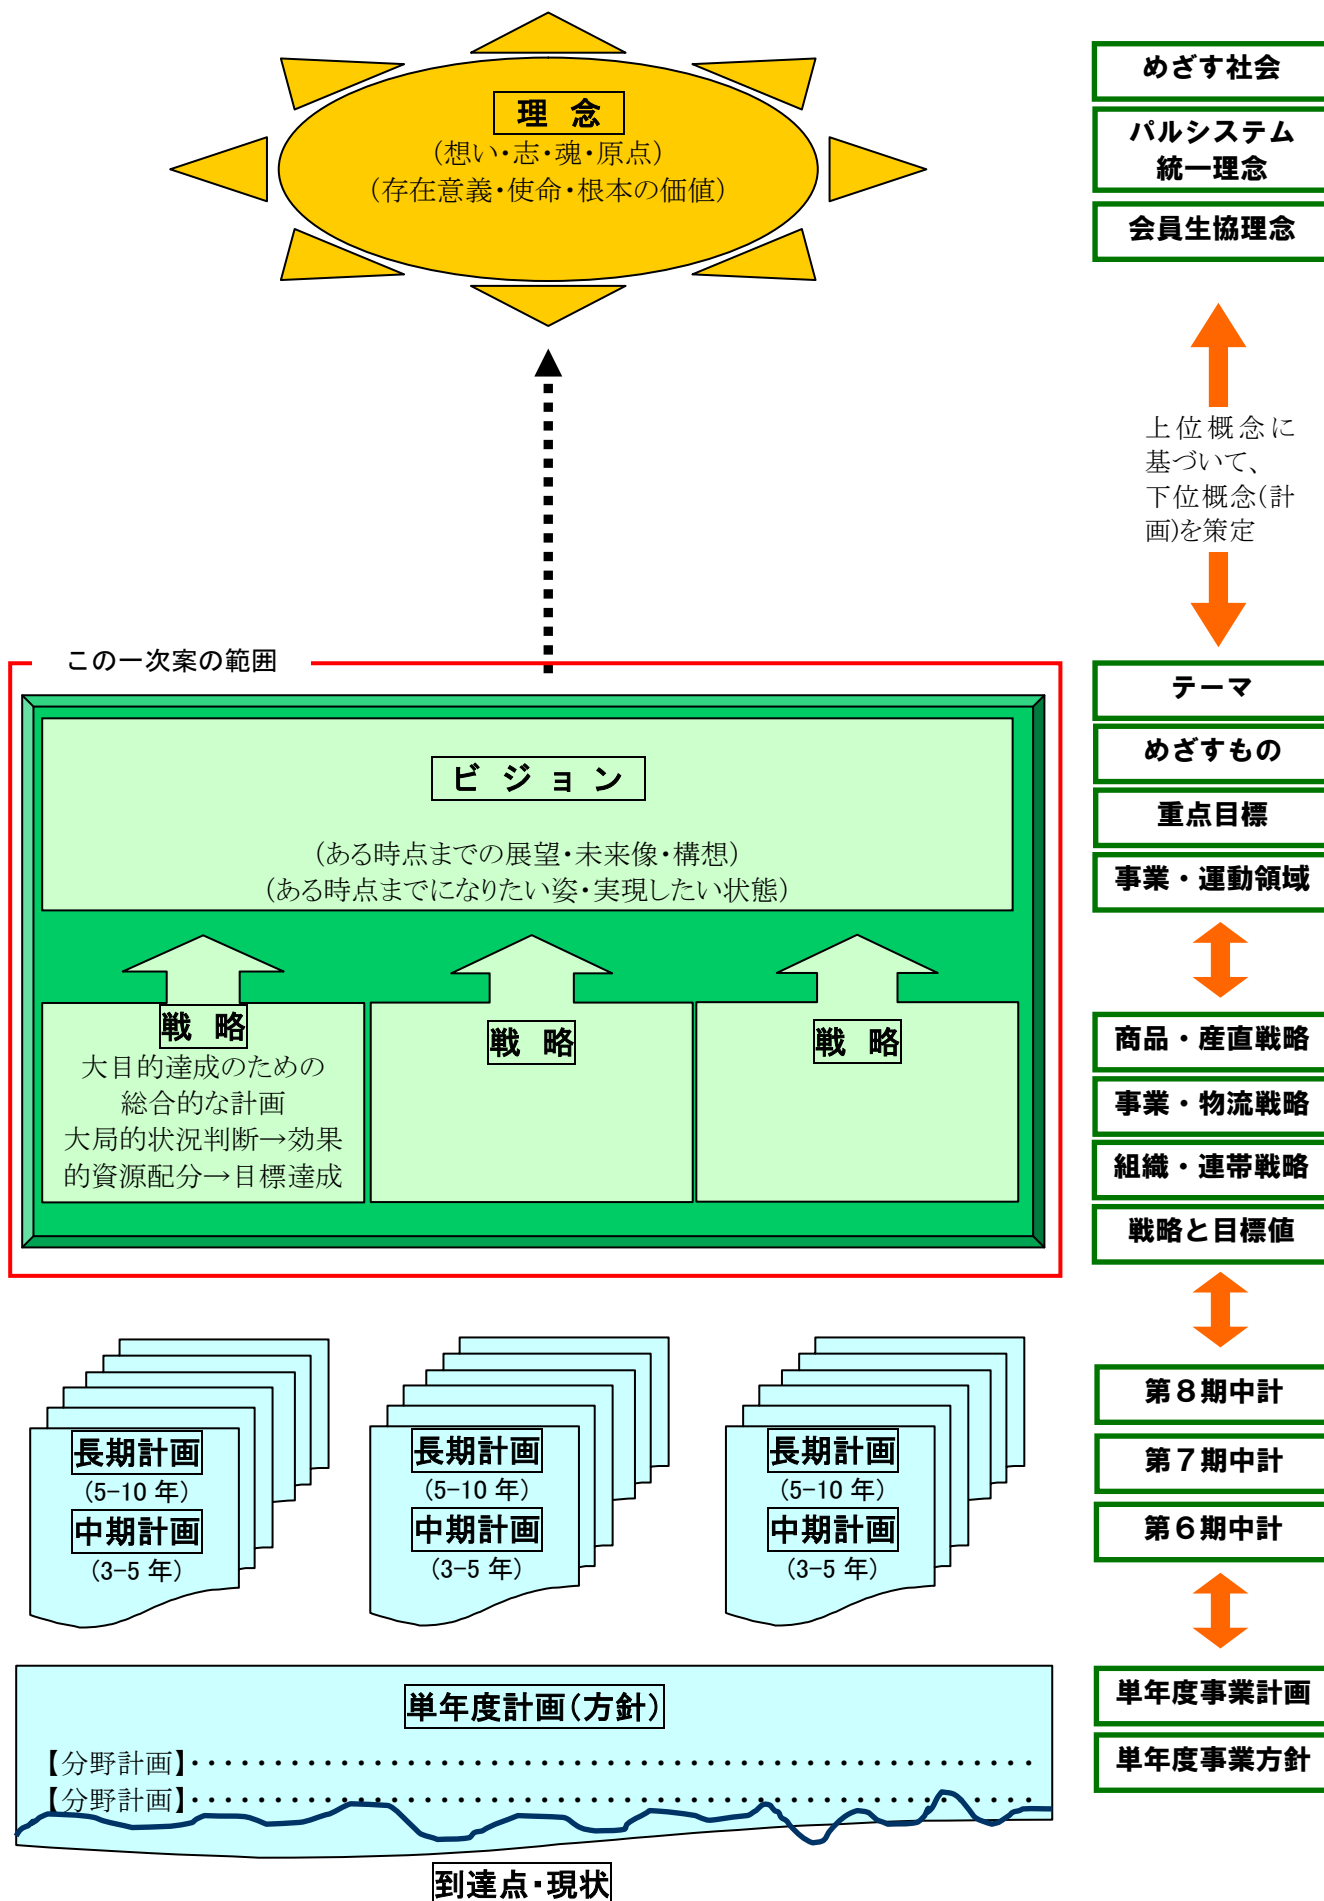 理 念
(想い・志・魂・原点)
(存在意義・使命・根本の価値)
めざす社会
パルシステム
統一理念
会員生協理念
上位概念に
基づいて、
下位概念(計
画)を策定
この一次案の範囲
ビ ジ ョ ン
(ある時点までの展望・未来像・構想)
(ある時点までになりたい姿・実現したい状態)
テーマ
めざすもの
重点目標
事業・運動領域
戦 略
大目的達成のための
総合的な計画
大局的状況判断→効果
的資源配分→目標達成
戦 略
戦 略
商品・産直戦略
事業・物流戦略
組織・連帯戦略
戦略と目標値
長期計画
(5-10 年)
中期計画
(3-5 年)
長期計画
(5-10 年)
中期計画
(3-5 年)
長期計画
(5-10 年)
中期計画
(3-5 年)
第8期中計
第7期中計
第6期中計
単年度計画(方針)
【分野計画】・・・・・・・・・・・・・・・・・・・・・・・・・・・・・・・
【分野計画】・・・・・・・・・・・・・・・・・・・・・・・・・・・・・・・
単年度事業計画
単年度事業方針
到達点・現状